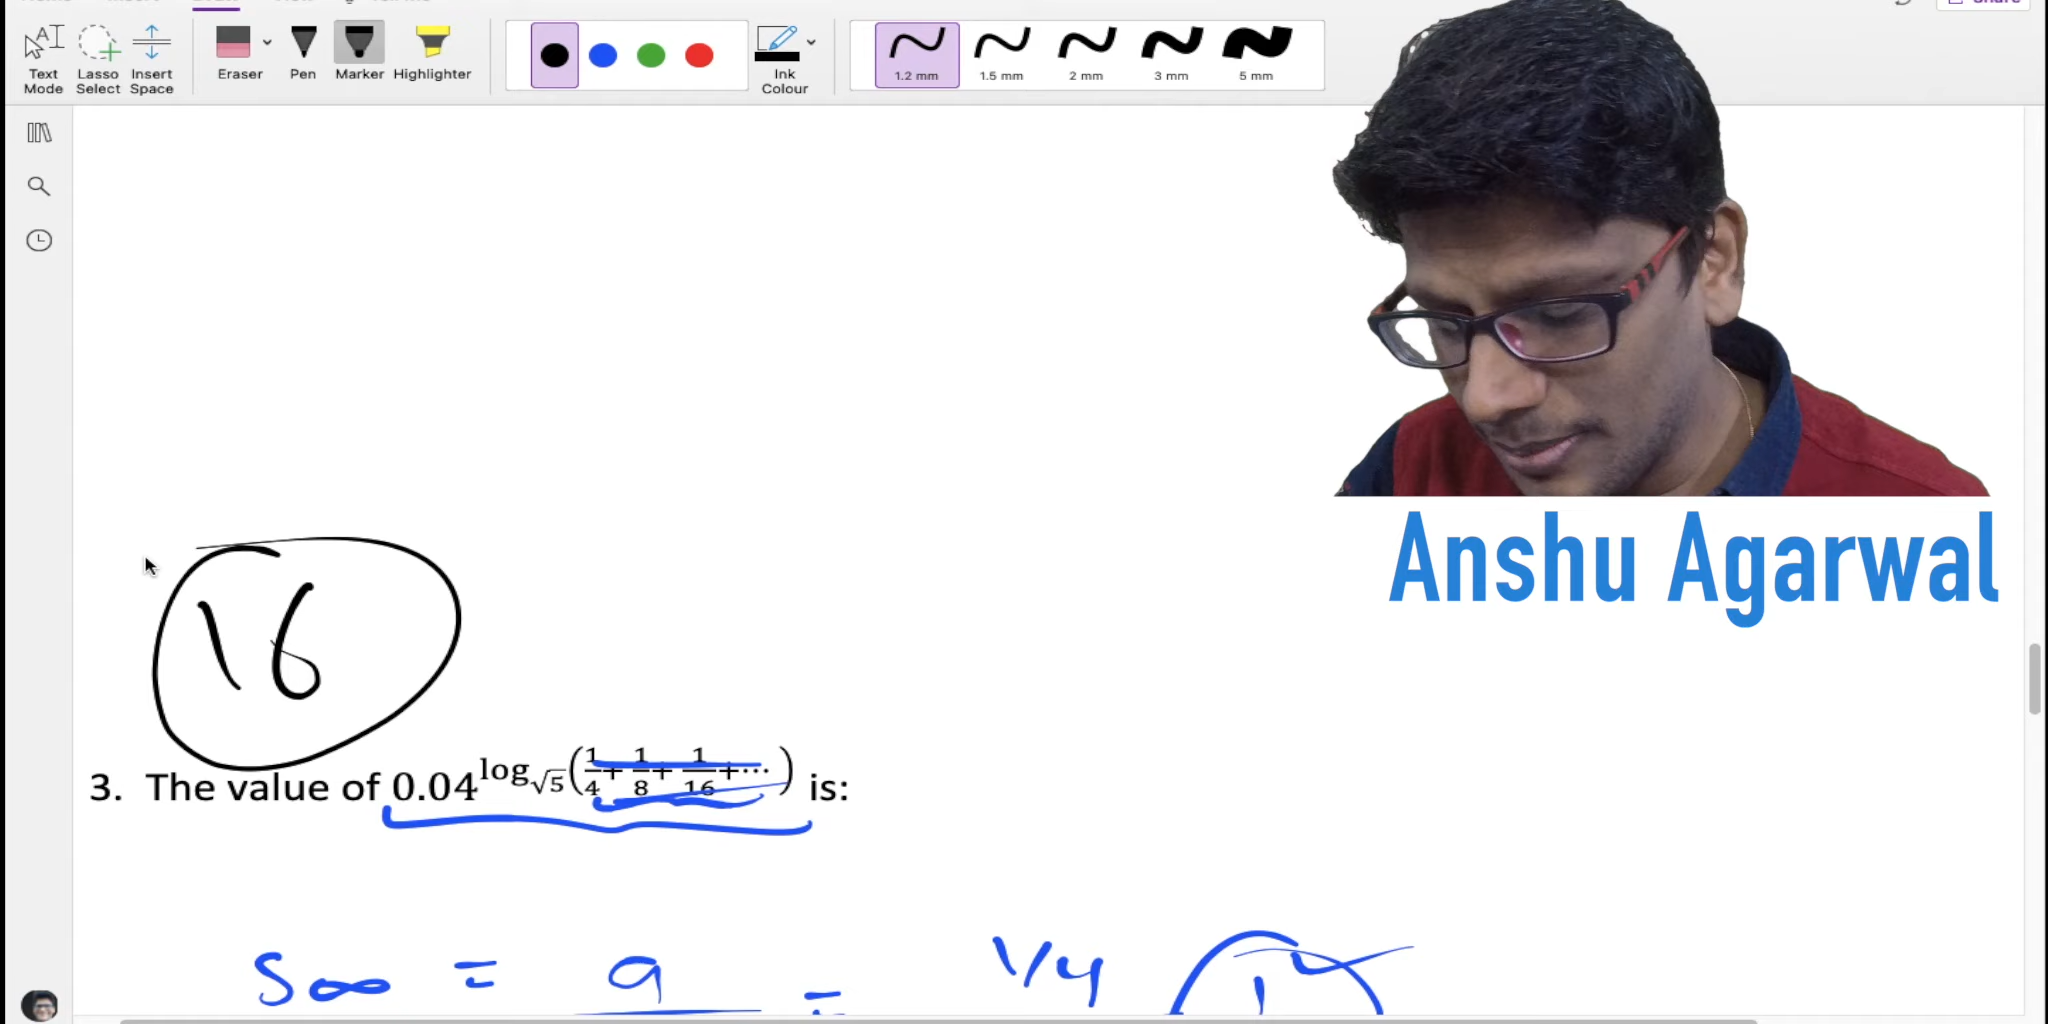 Share
Text Mode
Lasso Select
Insert Space
Eraser
Pen
Marker
Highlighter
Ink Colour
1.2 mm
1.5 mm
2 mm
3 mm
5 mm
Anshu Agarwal
16
3. The value of 0.04^log_√5(1/4 + 1/8 + 1/16 + ⋯) is:
S∞ = a = 1/4
1